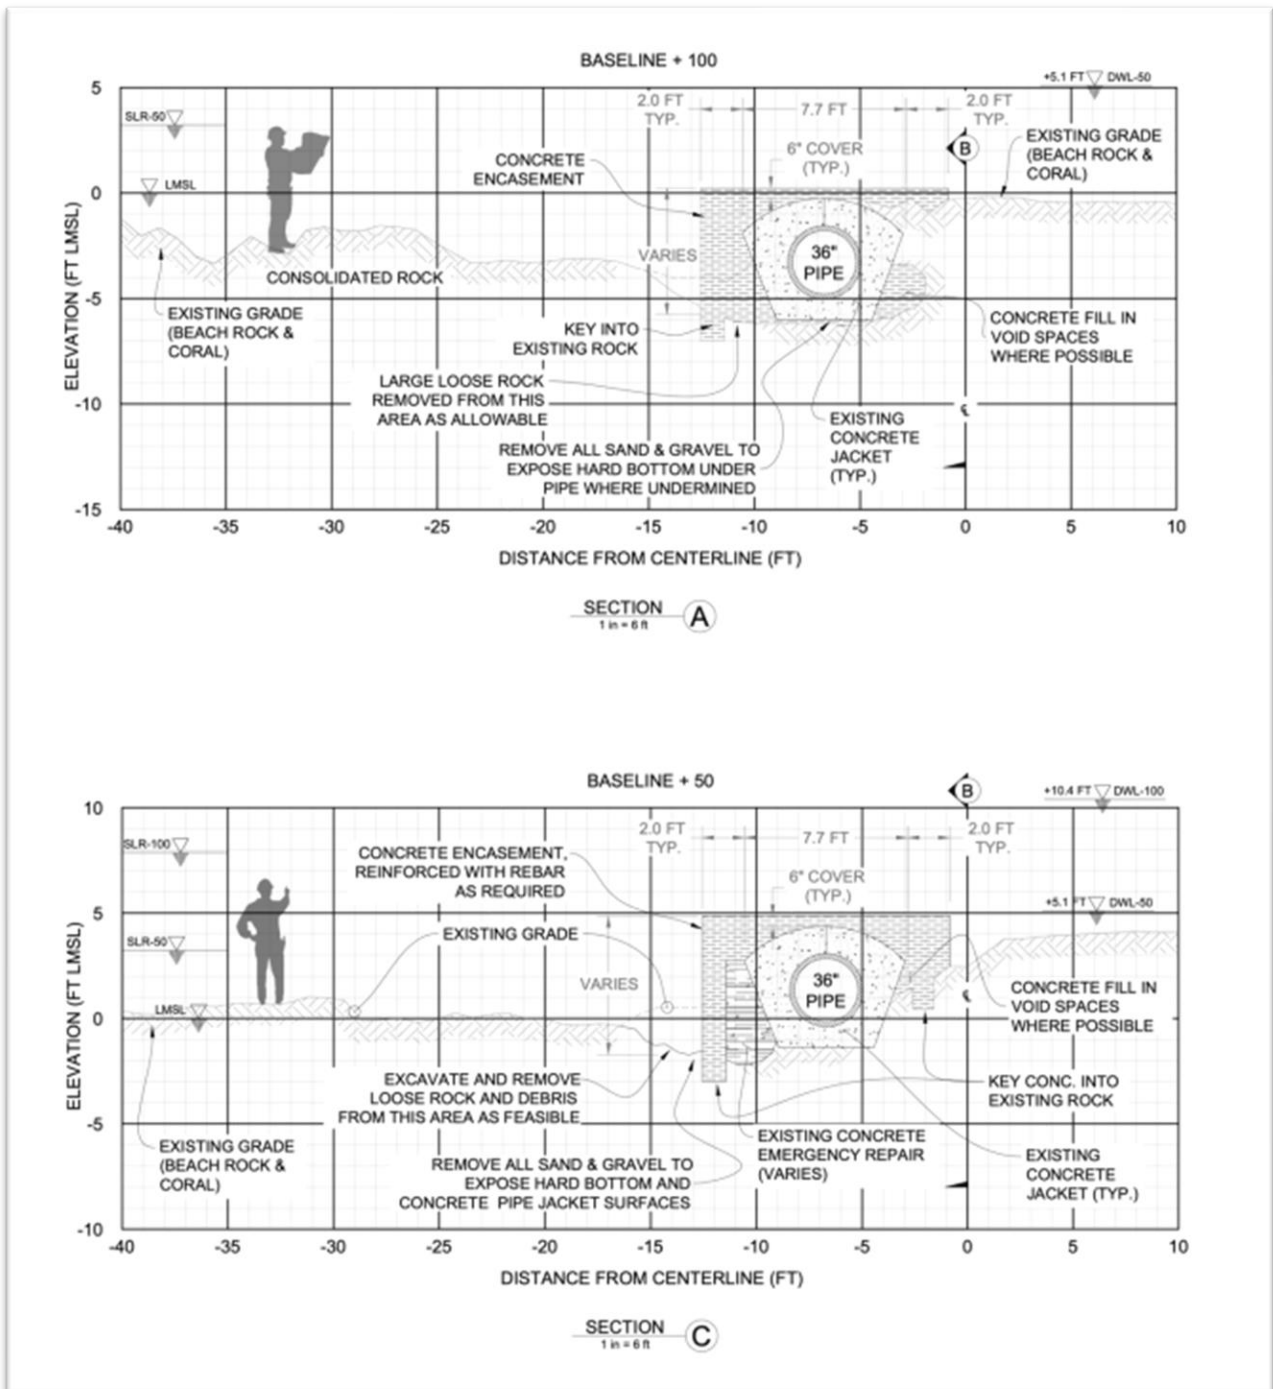 BASELINE + 100
+5.1 FT DWL-50
5
2.0 FT
TYP.
7.7 FT
2.0 FT
TYP.
SLR-50
B
EXISTING GRADE
(BEACH ROCK &
CORAL)
6" COVER
(TYP.)
CONCRETE
ENCASEMENT
LMSL
0
VARIES
36"
PIPE
CONSOLIDATED ROCK
-5
EXISTING GRADE
(BEACH ROCK &
CORAL)
KEY INTO
EXISTING ROCK
CONCRETE FILL IN
VOID SPACES
WHERE POSSIBLE
LARGE LOOSE ROCK
REMOVED FROM THIS
AREA AS ALLOWABLE
-10
EXISTING
CONCRETE
JACKET
(TYP.)
REMOVE ALL SAND & GRAVEL TO
EXPOSE HARD BOTTOM UNDER
PIPE WHERE UNDERMINED
-15
ELEVATION (FT LMSL)
-40 -35 -30 -25 -20 -15 -10 -5 0 5 10
DISTANCE FROM CENTERLINE (FT)
SECTION A
1 in = 6 ft
BASELINE + 50
B
+10.4 FT DWL-100
10
2.0 FT
TYP.
7.7 FT
2.0 FT
TYP.
SLR-100
CONCRETE ENCASEMENT,
REINFORCED WITH REBAR
AS REQUIRED
6" COVER
(TYP.)
+5.1 FT DWL-50
5
EXISTING GRADE
SLR-50
VARIES
36"
PIPE
CONCRETE FILL IN
VOID SPACES
WHERE POSSIBLE
LMSL
0
EXCAVATE AND REMOVE
LOOSE ROCK AND DEBRIS
FROM THIS AREA AS FEASIBLE
KEY CONC. INTO
EXISTING ROCK
-5
EXISTING GRADE
(BEACH ROCK &
CORAL)
EXISTING CONCRETE
EMERGENCY REPAIR
(VARIES)
REMOVE ALL SAND & GRAVEL TO
EXPOSE HARD BOTTOM AND
CONCRETE PIPE JACKET SURFACES
EXISTING
CONCRETE
JACKET (TYP.)
-10
ELEVATION (FT LMSL)
-40 -35 -30 -25 -20 -15 -10 -5 0 5 10
DISTANCE FROM CENTERLINE (FT)
SECTION C
1 in = 6 ft